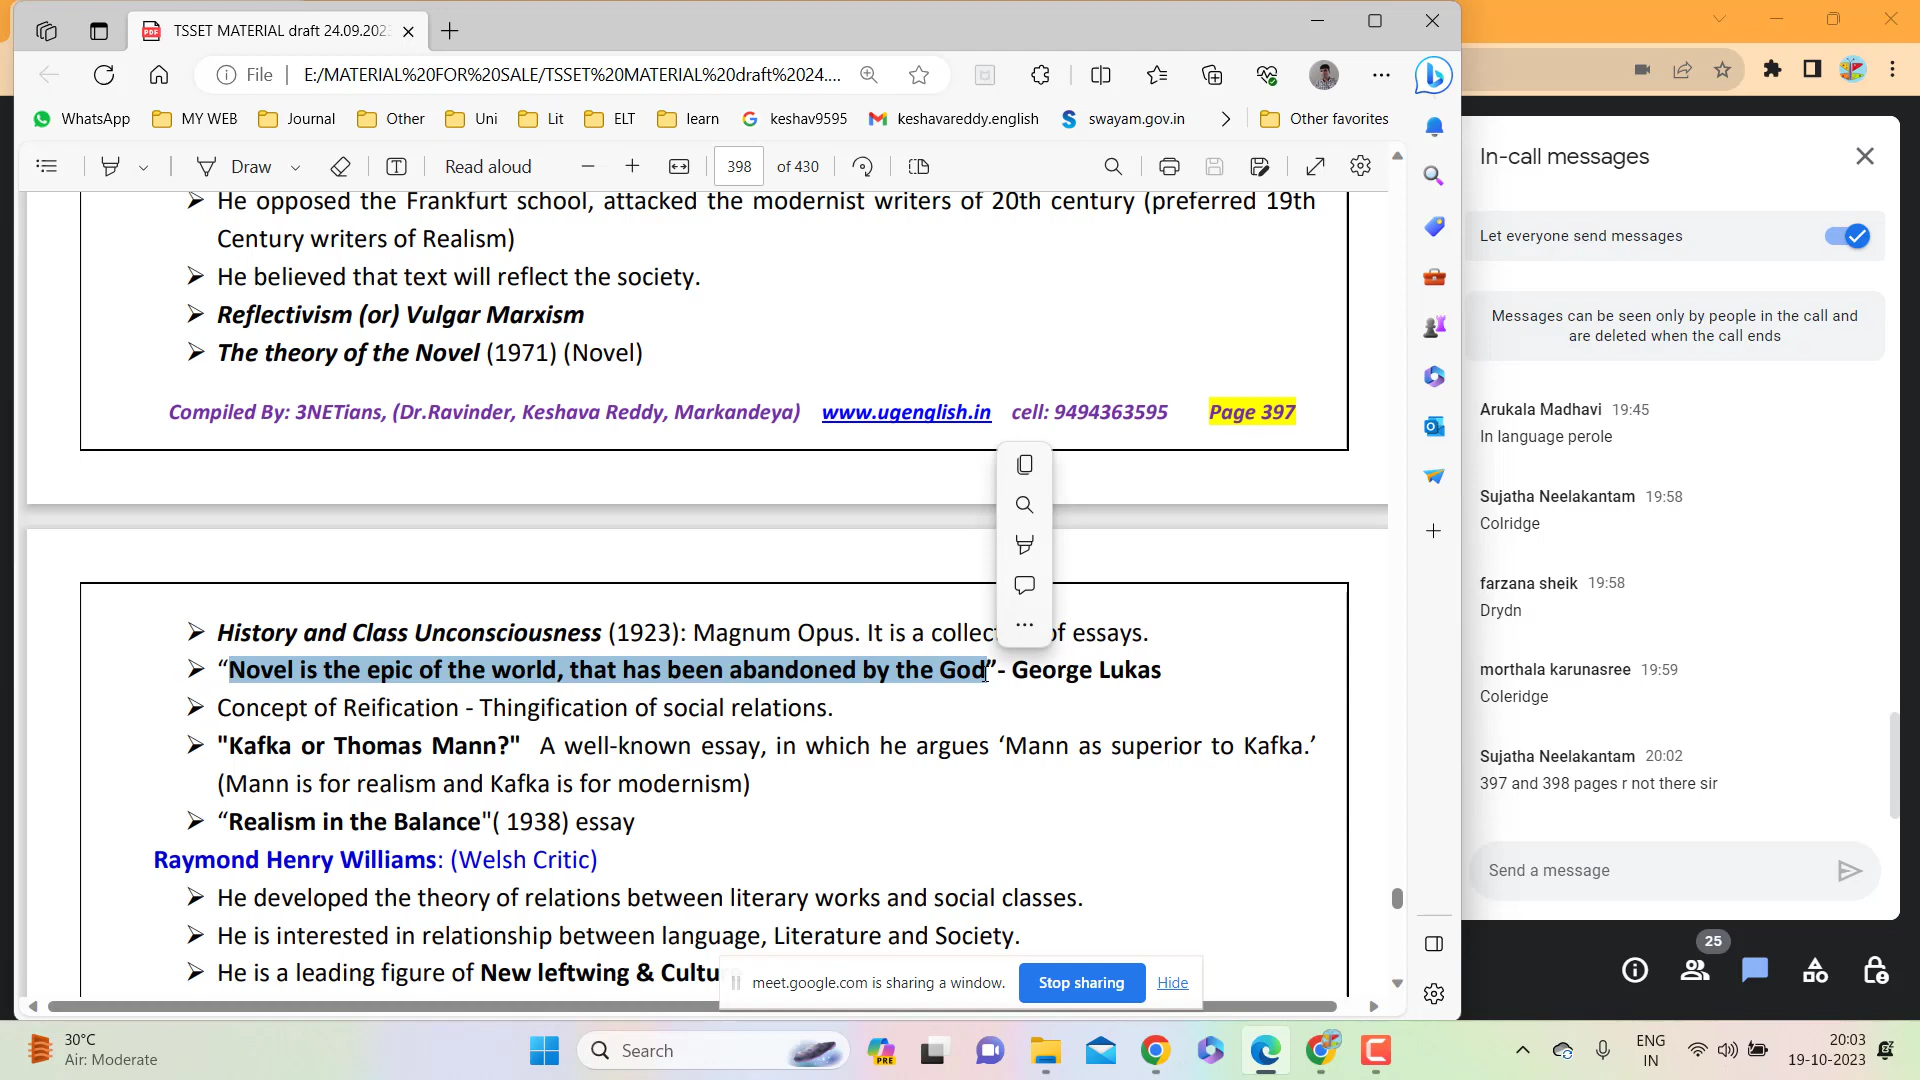 TSSET MATERIAL draft 24.09.202
File
E:/MATERIAL%20FOR%20SALE/TSSET%20MATERIAL%20draft%2024....
WhatsApp
MY WEB
Journal
Other
Uni
Lit
ELT
learn
keshav9595
keshavareddy.english
swayam.gov.in
Other favorites
Draw
Read aloud
398
of 430
➢ He opposed the Frankfurt school, attacked the modernist writers of 20th century (preferred 19th
Century writers of Realism)
➢ He believed that text will reflect the society.
➢ Reflectivism (or) Vulgar Marxism
➢ The theory of the Novel (1971) (Novel)
Compiled By: 3NETians, (Dr.Ravinder, Keshava Reddy, Markandeya) www.ugenglish.in cell: 9494363595 Page 397
➢ History and Class Unconsciousness (1923): Magnum Opus. It is a collect of essays.
➢ “Novel is the epic of the world, that has been abandoned by the God”- George Lukas
➢ Concept of Reification - Thingification of social relations.
➢ "Kafka or Thomas Mann?" A well-known essay, in which he argues ‘Mann as superior to Kafka.’
(Mann is for realism and Kafka is for modernism)
➢ “Realism in the Balance"( 1938) essay
Raymond Henry Williams: (Welsh Critic)
➢ He developed the theory of relations between literary works and social classes.
➢ He is interested in relationship between language, Literature and Society.
➢ He is a leading figure of New leftwing & Cultu
meet.google.com is sharing a window.
Stop sharing
Hide
In-call messages
Let everyone send messages
Messages can be seen only by people in the call and
are deleted when the call ends
Arukala Madhavi 19:45
In language perole
Sujatha Neelakantam 19:58
Colridge
farzana sheik 19:58
Drydn
morthala karunasree 19:59
Coleridge
Sujatha Neelakantam 20:02
397 and 398 pages r not there sir
Send a message
25
30°C
Air: Moderate
Search
PRE
ENG
IN
20:03
19-10-2023